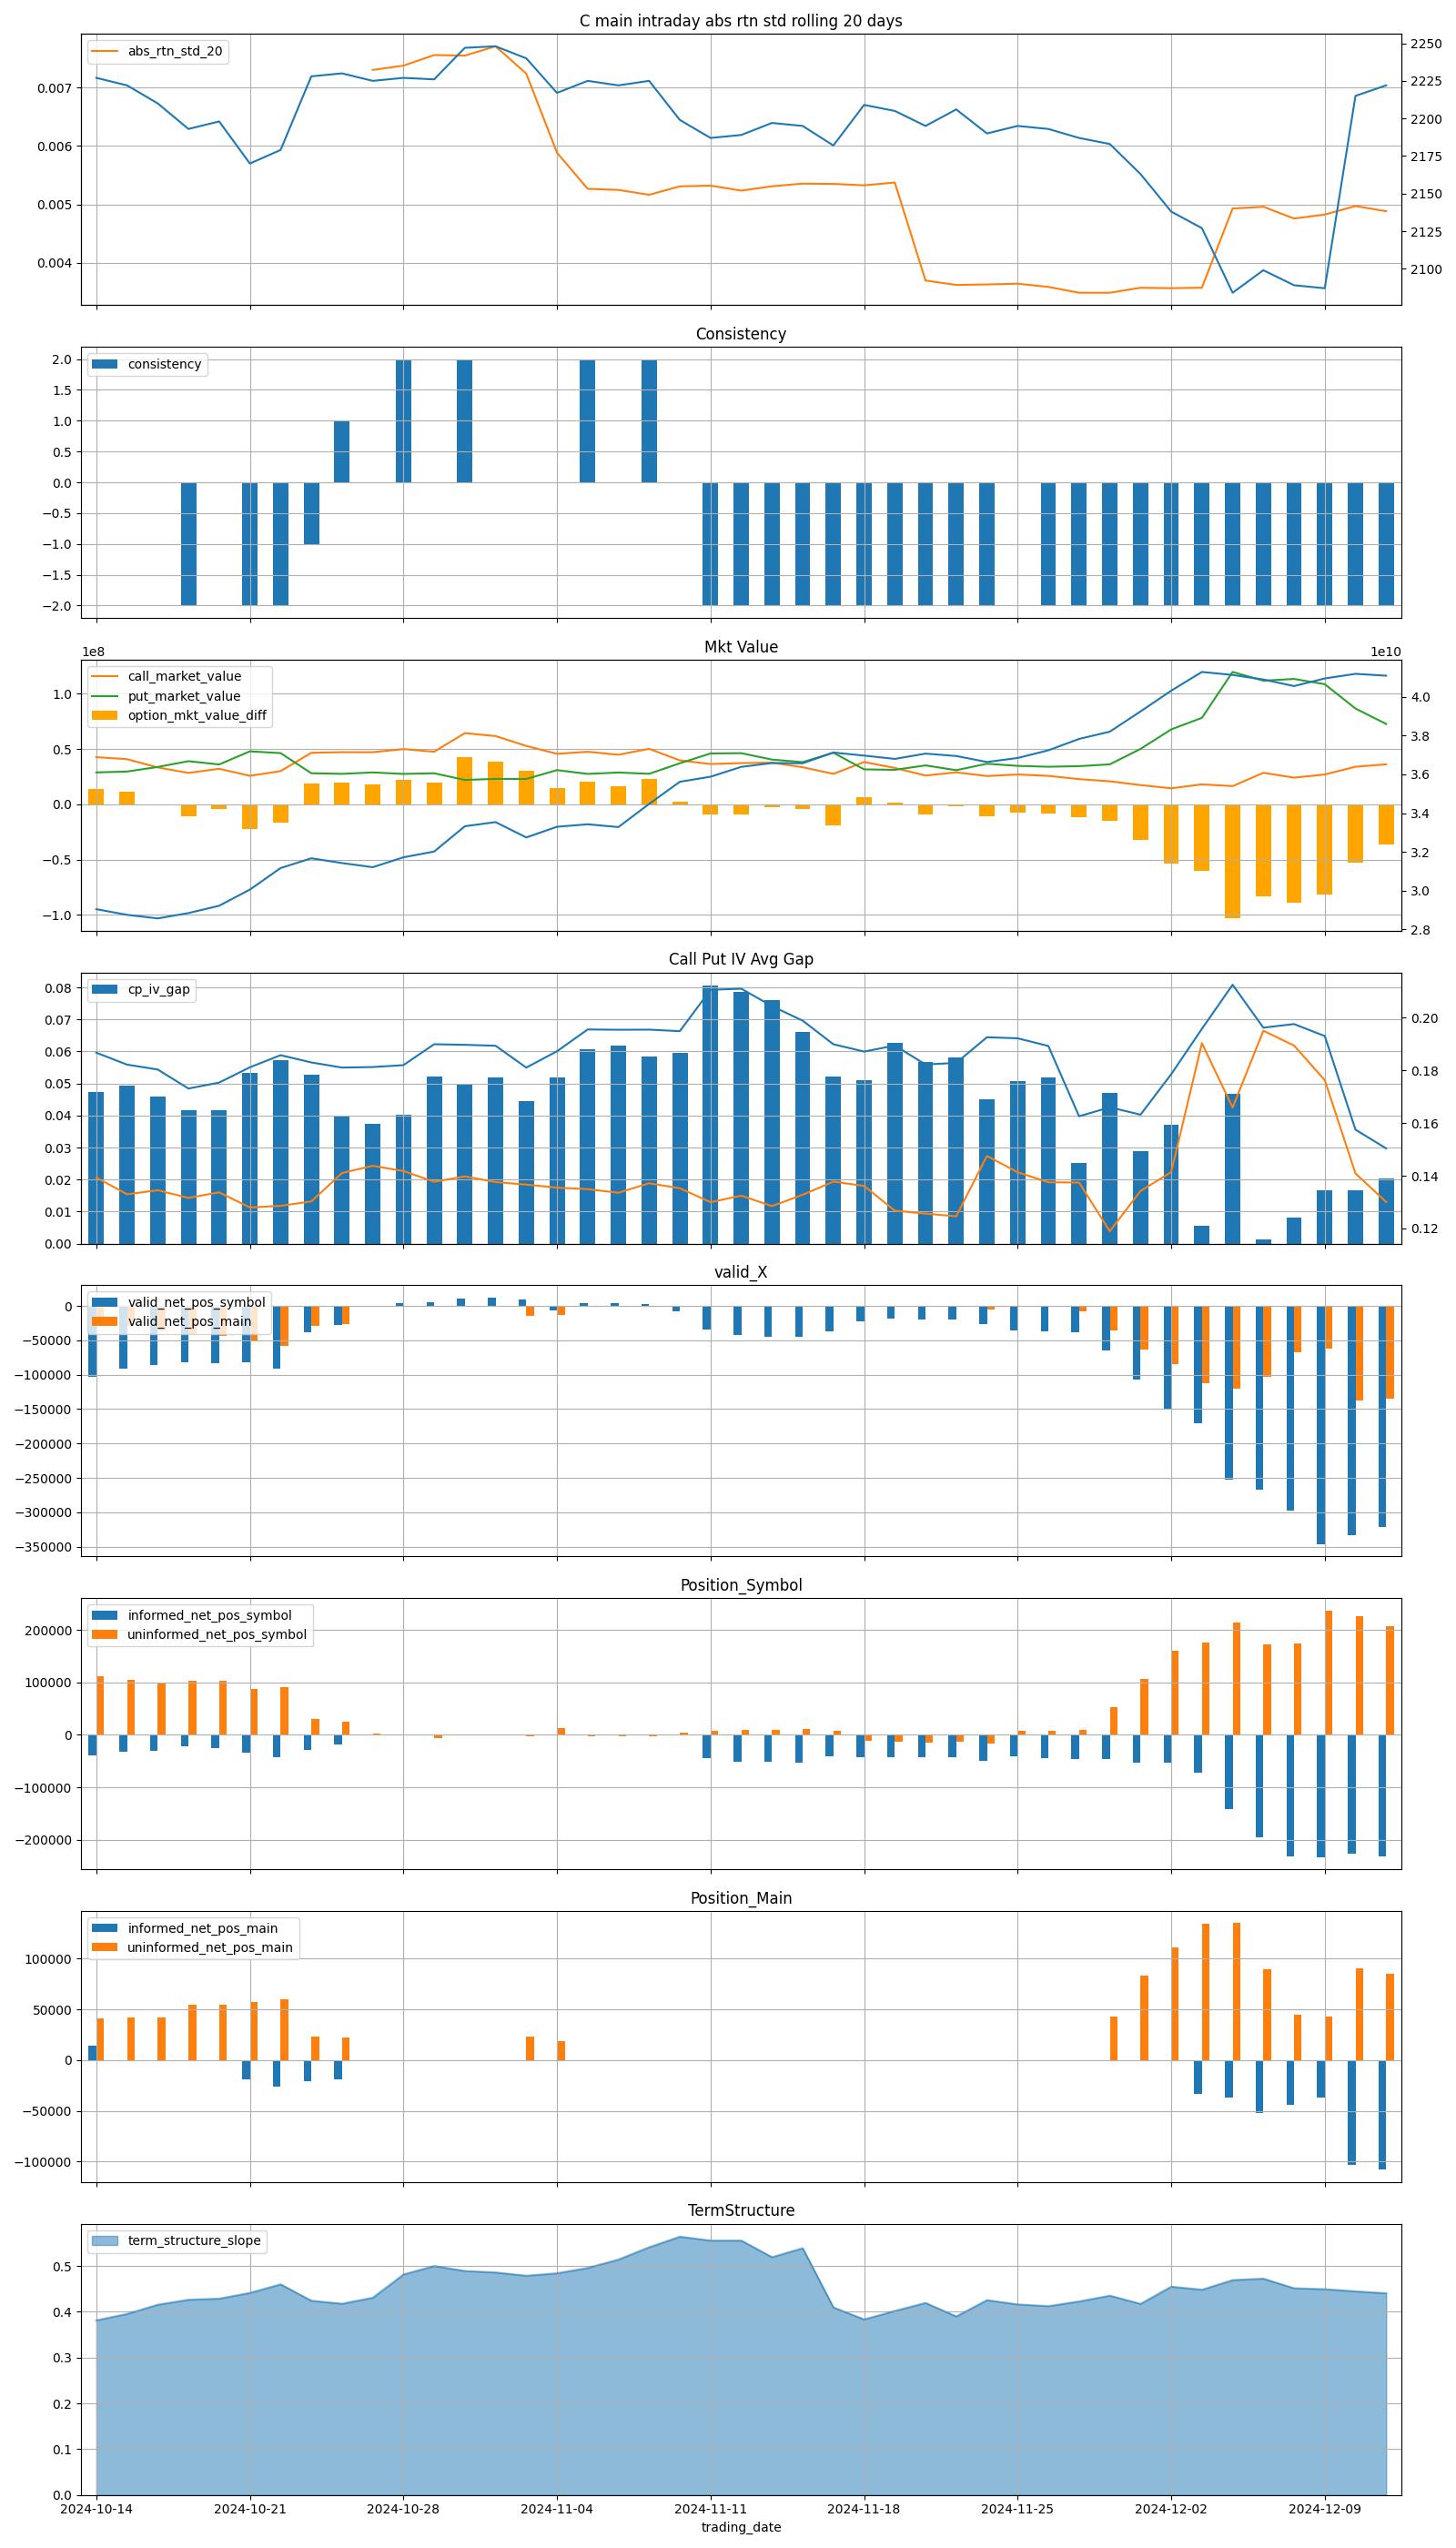 C main intraday abs rtn std rolling 20 days
abs_rtn_std_20
0.007
0.006
0.005
0.004
2250
2225
2200
2175
2150
2125
2100
Consistency
consistency
2.0
1.5
1.0
0.5
0.0
−0.5
−1.0
−1.5
−2.0
Mkt Value
1e8
1e10
call_market_value
put_market_value
option_mkt_value_diff
1.0
0.5
0.0
−0.5
−1.0
4.0
3.8
3.6
3.4
3.2
3.0
2.8
Call Put IV Avg Gap
cp_iv_gap
0.08
0.07
0.06
0.05
0.04
0.03
0.02
0.01
0.00
0.20
0.18
0.16
0.14
0.12
valid_X
valid_net_pos_symbol
valid_net_pos_main
0
−50000
−100000
−150000
−200000
−250000
−300000
−350000
Position_Symbol
informed_net_pos_symbol
uninformed_net_pos_symbol
200000
100000
0
−100000
−200000
Position_Main
informed_net_pos_main
uninformed_net_pos_main
100000
50000
0
−50000
−100000
TermStructure
term_structure_slope
0.5
0.4
0.3
0.2
0.1
0.0
2024-10-14 2024-10-21 2024-10-28 2024-11-04 2024-11-11 2024-11-18 2024-11-25 2024-12-02 2024-12-09
trading_date